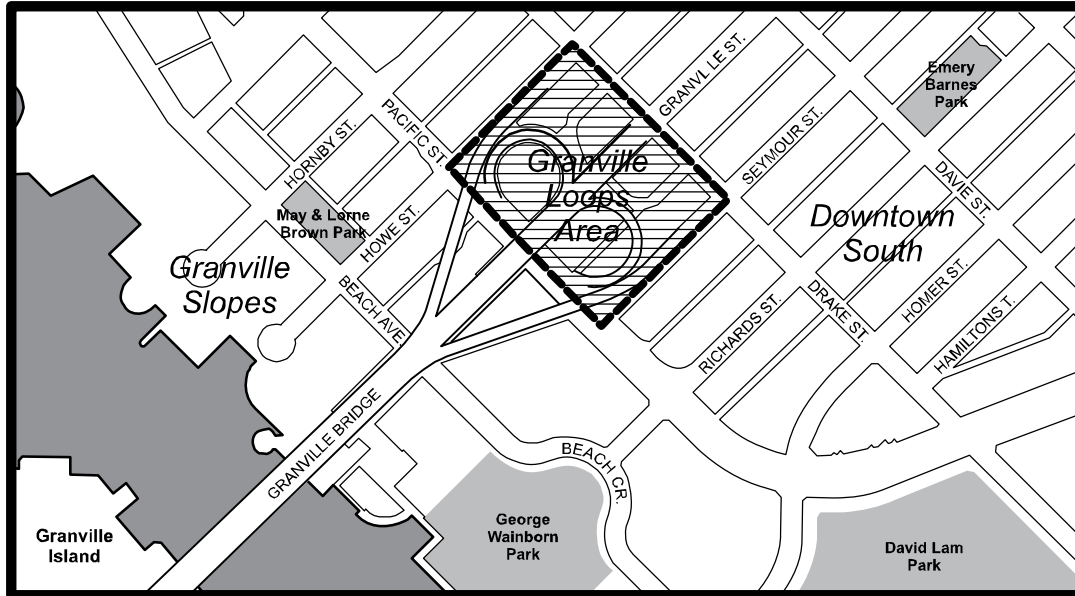 GRANVILLE ST.
Emery
Barnes
Park
PACIFIC ST.
HORNBY ST.
SEYMOUR ST.
Granville
Loops
Area
DAVIE ST.
May & Lorne
Brown Park
HOWE ST.
Downtown
South
Granville
Slopes
BEACH AVE.
DRAKE ST.
HOMER ST.
RICHARDS ST.
HAMILTONS T.
GRANVILLE BRIDGE
BEACH CR.
Granville
Island
George
Wainborn
Park
David Lam
Park